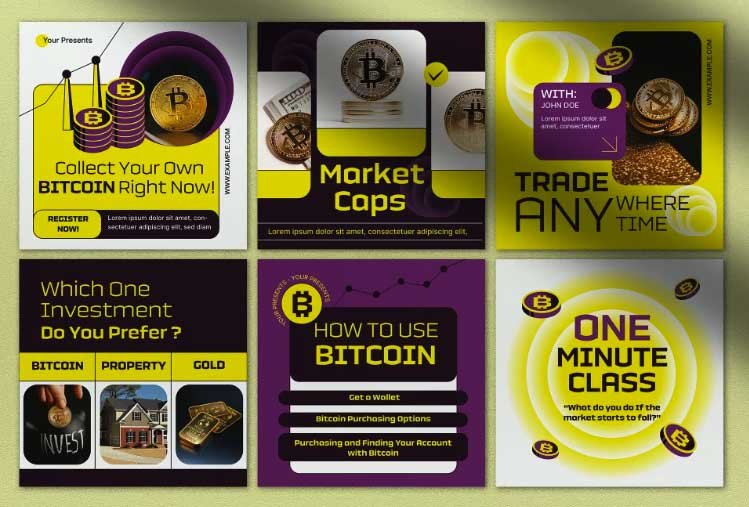 Your Presents
Collect Your Own
BITCOIN Right Now!
WWW.EXAMPLE.COM
REGISTER
NOW!
Lorem ipsum dolor sit amet, con-
sectetuer adipiscing elit, sed diam
Market
Caps
Lorem ipsum dolor sit amet, consectetuer adipiscing elit,
WWW.EXAMPLE.COM
WITH:
JOHN DOE
Lorem ipsum dolor sit
amet, consectetuer
TRADE
ANY WHERE
TIME
Which One
Investment
Do You Prefer ?
BITCOIN
PROPERTY
GOLD
INVEST
YOUR PRESENTS - YOUR PRESENTS
HOW TO USE
BITCOIN
Get a Wallet
Bitcoin Purchasing Options
Purchasing and Finding Your Account
with Bitcoin
ONE
MINUTE
CLASS
"What do you do if the
market starts to fall?"